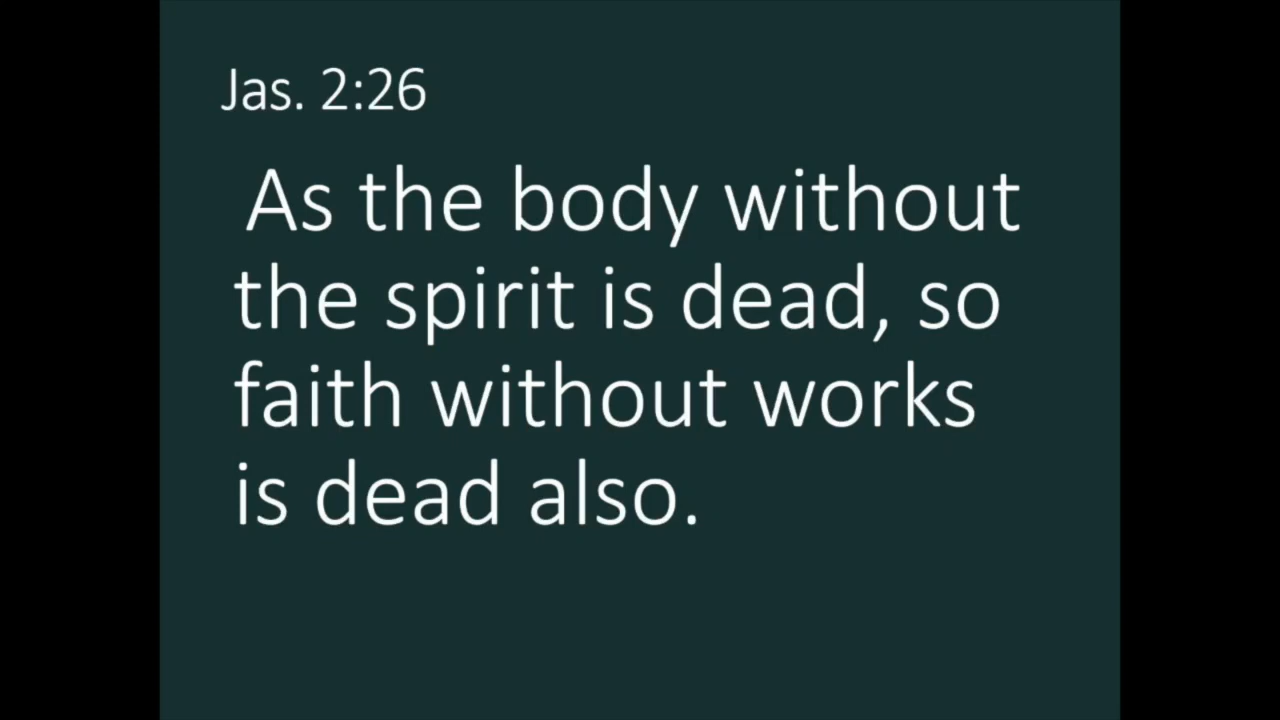 Jas. 2:26
As the body without
the spirit is dead, so
faith without works
is dead also.